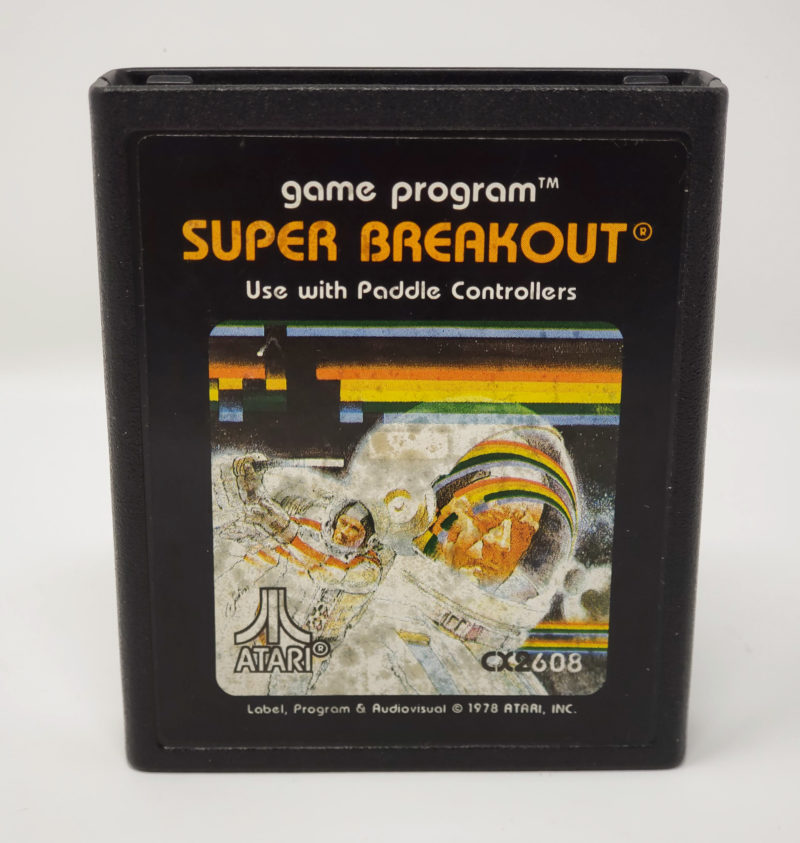 game program™
SUPER BREAKOUT®
Use with Paddle Controllers
ATARI®
CX2608
Label, Program & Audiovisual © 1978 ATARI, INC.